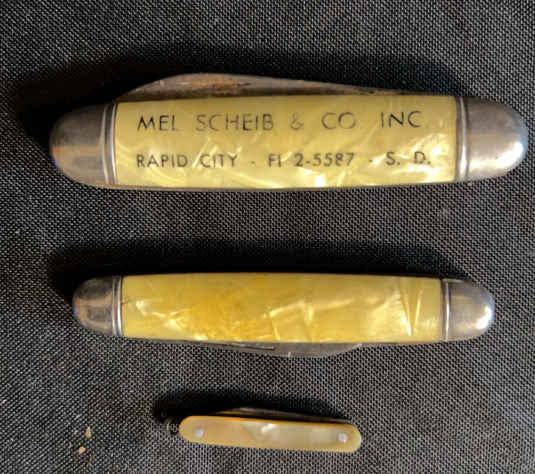 MEL SCHEIB & CO INC.
RAPID CITY - FI 2-5587 - S. D.